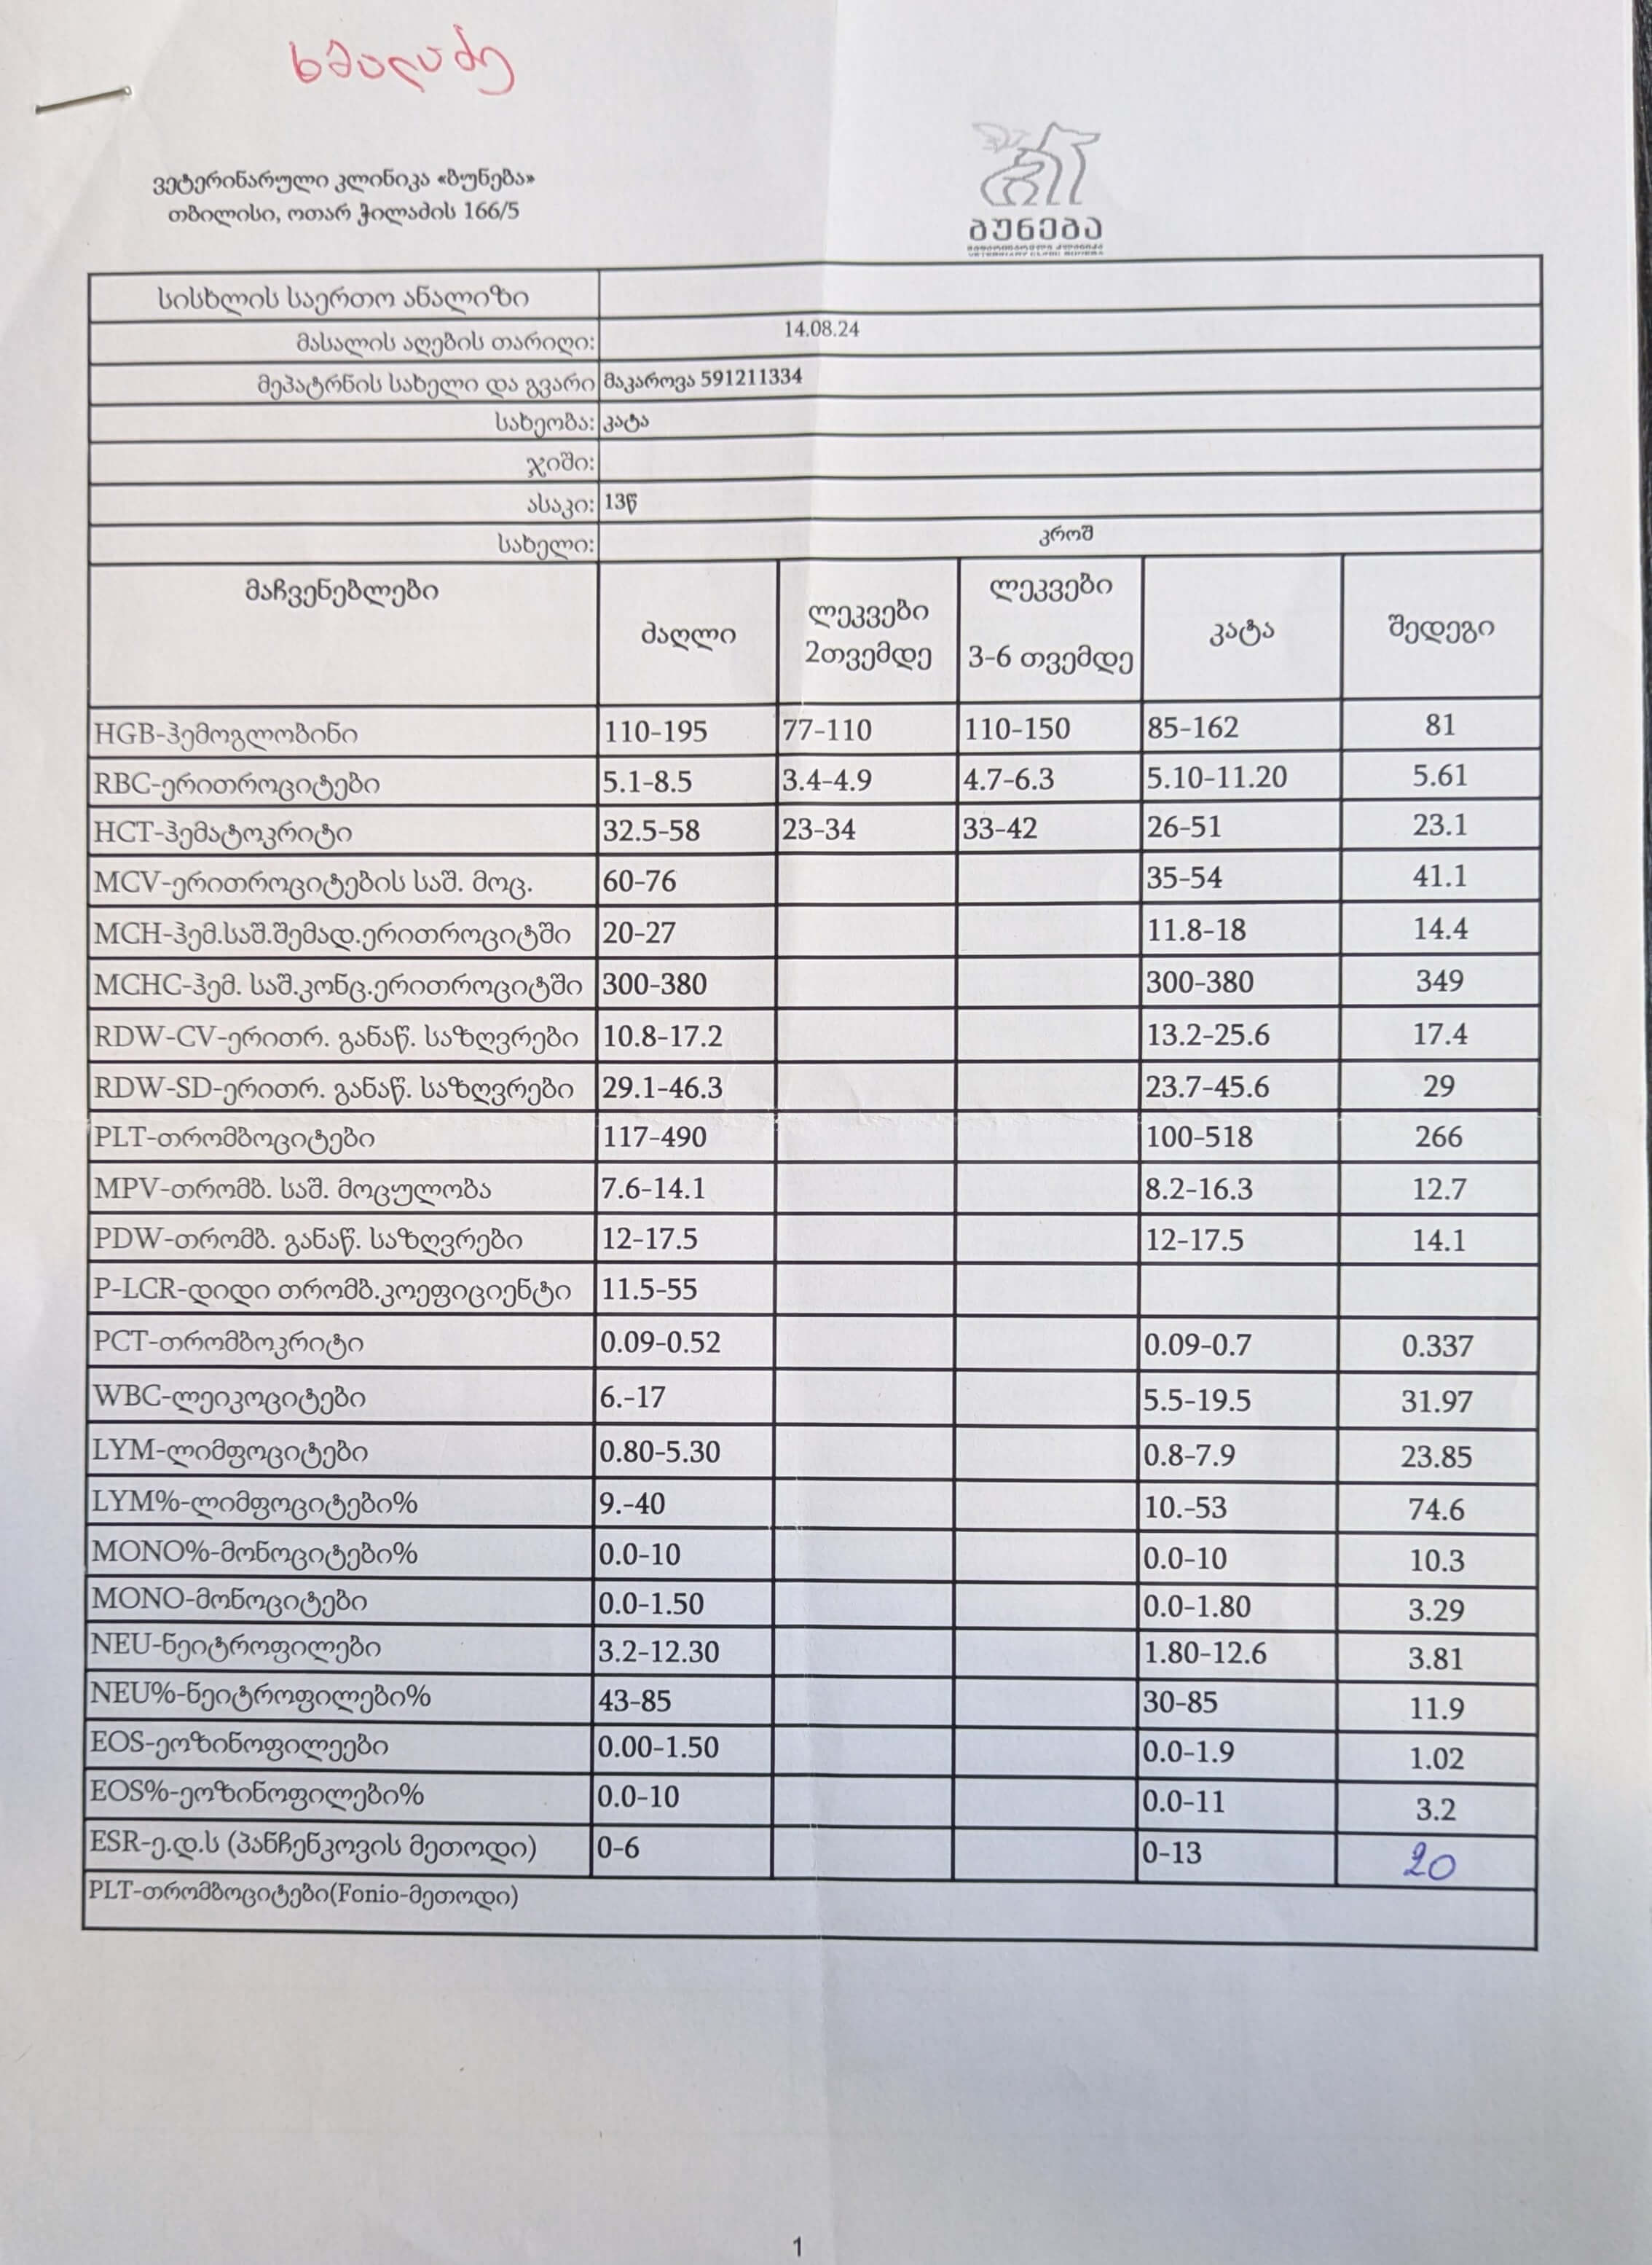 ხმალაძე
ვეტერინარული კლინიკა «ბუნება»
თბილისი, ოთარ ჭილაძის 166/5
ბუნება
სისხლის საერთო ანალიზი
მასალის აღების თარიღი: 14.08.24
მეპატრნის სახელი და გვარი მაკაროვა 591211334
სახეობა: კატა
ჯიში:
ასაკი: 13წ
სახელი: კროშ
მაჩვენებლები ძაღლი ლეკვები 2თვემდე ლეკვები 3-6 თვემდე კატა შედეგი
HGB-ჰემოგლობინი 110-195 77-110 110-150 85-162 81
RBC-ერითროციტები 5.1-8.5 3.4-4.9 4.7-6.3 5.10-11.20 5.61
HCT-ჰემატოკრიტი 32.5-58 23-34 33-42 26-51 23.1
MCV-ერითროციტების საშ. მოც. 60-76 35-54 41.1
MCH-ჰემ.საშ.შემად.ერითროციტში 20-27 11.8-18 14.4
MCHC-ჰემ. საშ.კონც.ერითროციტში 300-380 300-380 349
RDW-CV-ერითრ. განაწ. საზღვრები 10.8-17.2 13.2-25.6 17.4
RDW-SD-ერითრ. განაწ. საზღვრები 29.1-46.3 23.7-45.6 29
PLT-თრომბოციტები 117-490 100-518 266
MPV-თრომბ. საშ. მოცულობა 7.6-14.1 8.2-16.3 12.7
PDW-თრომბ. განაწ. საზღვრები 12-17.5 12-17.5 14.1
P-LCR-დიდი თრომბ.კოეფიციენტი 11.5-55
PCT-თრომბოკრიტი 0.09-0.52 0.09-0.7 0.337
WBC-ლეიკოციტები 6.-17 5.5-19.5 31.97
LYM-ლიმფოციტები 0.80-5.30 0.8-7.9 23.85
LYM%-ლიმფოციტები% 9.-40 10.-53 74.6
MONO%-მონოციტები% 0.0-10 0.0-10 10.3
MONO-მონოციტები 0.0-1.50 0.0-1.80 3.29
NEU-ნეიტროფილები 3.2-12.30 1.80-12.6 3.81
NEU%-ნეიტროფილები% 43-85 30-85 11.9
EOS-ეოზინოფილეები 0.00-1.50 0.0-1.9 1.02
EOS%-ეოზინოფილები% 0.0-10 0.0-11 3.2
ESR-ე.დ.ს (პანჩენკოვის მეთოდი) 0-6 0-13 20
PLT-თრომბოციტები(Fonio-მეთოდი)
1